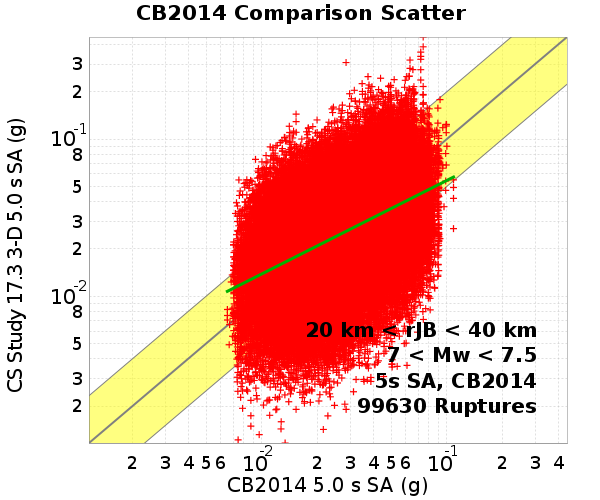 CB2014 Comparison Scatter
CS Study 17.3 3-D 5.0 s SA (g)
3
2
10^-1
8
5
3
2
10^-2
8
5
3
2
20 km < rJB < 40 km
7 < Mw < 7.5
5s SA, CB2014
99630 Ruptures
2 3 4 5 6 10^-2 2 3 4 5 6 10^-1 2 3 4
CB2014 5.0 s SA (g)